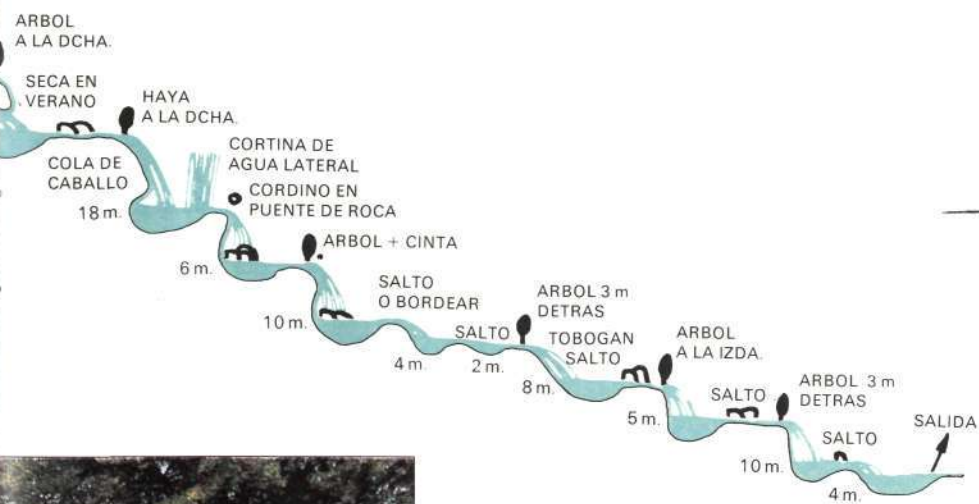 ARBOL
A LA DCHA.
SECA EN
VERANO
HAYA
A LA DCHA.
COLA DE
CABALLO
18 m.
CORTINA DE
AGUA LATERAL
CORDINO EN
PUENTE DE ROCA
6 m.
ARBOL + CINTA
10 m.
SALTO
O BORDEAR
4 m.
SALTO
2 m.
ARBOL 3 m
DETRAS
8 m.
TOBOGAN
SALTO
ARBOL
A LA IZDA.
5 m.
SALTO
ARBOL 3 m
DETRAS
10 m.
SALTO
4 m.
SALIDA